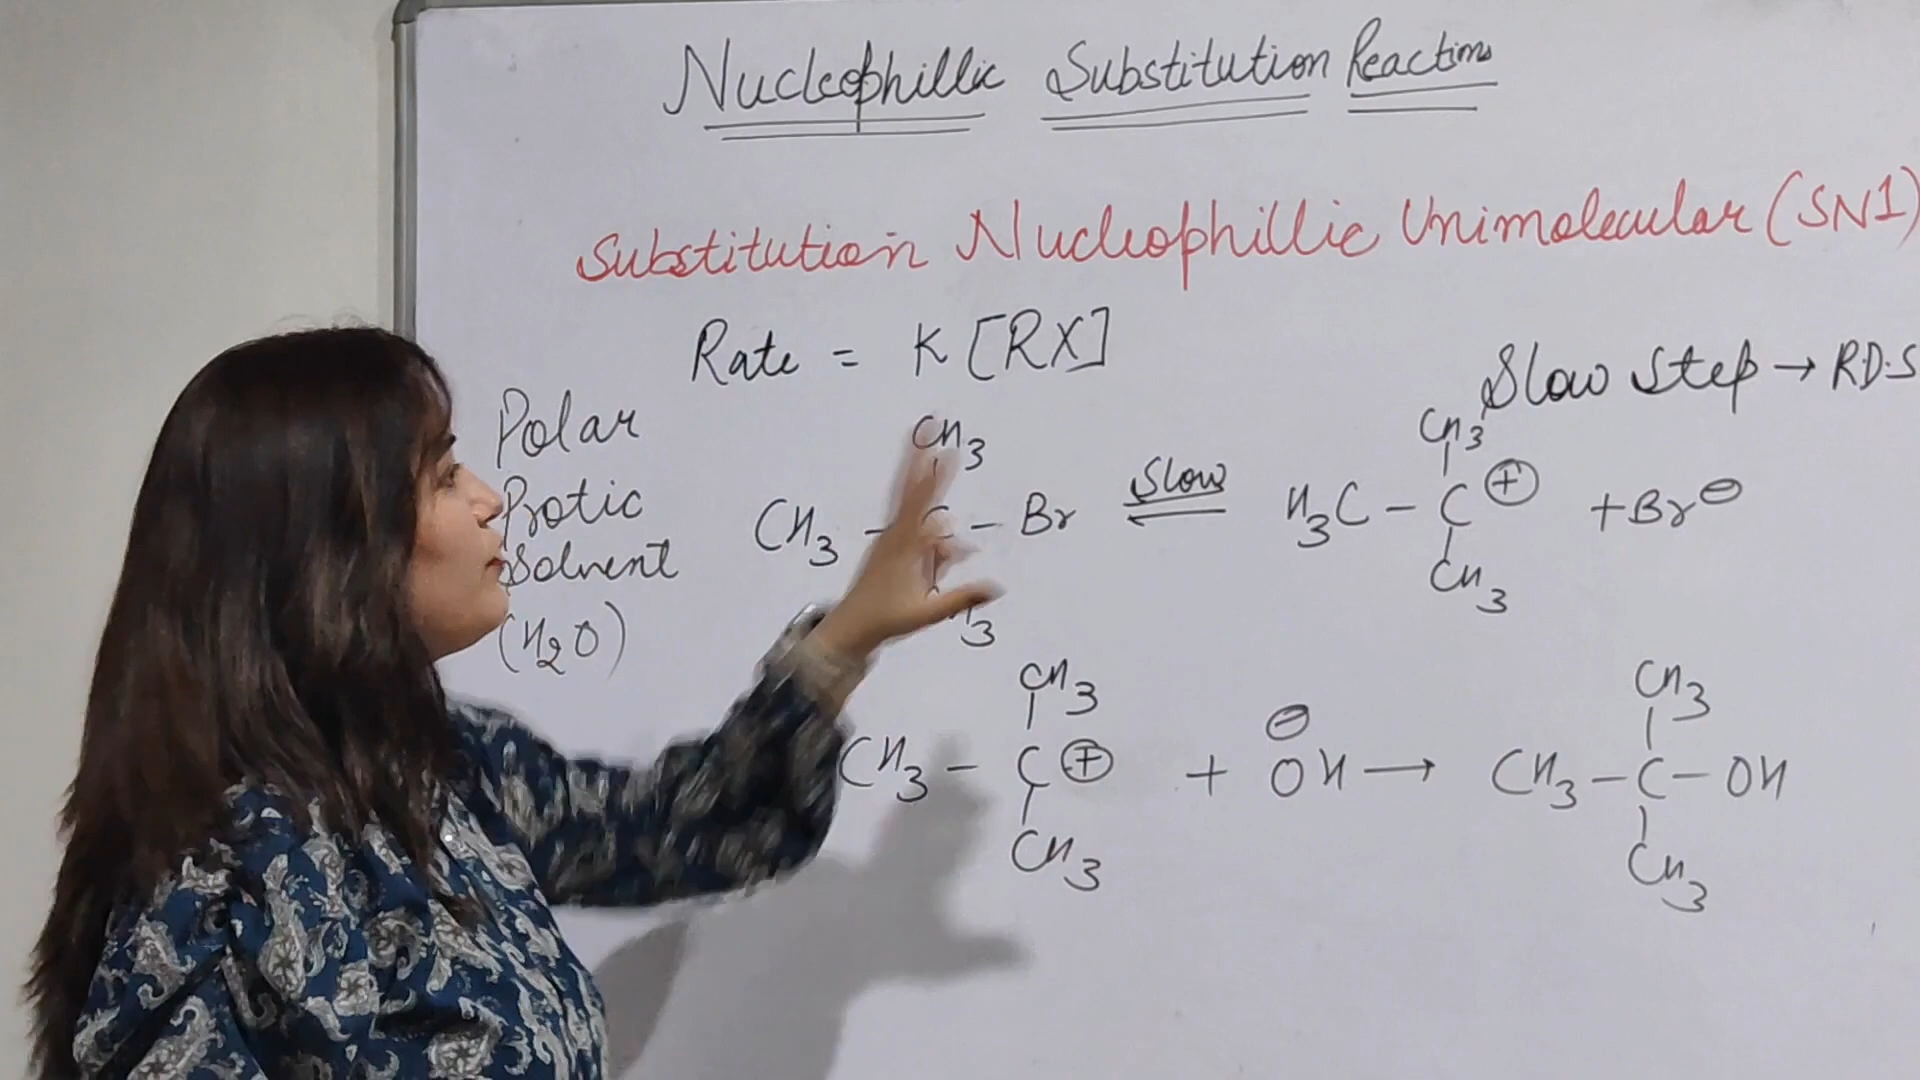 Nucleophillic Substitution Reactions
Substitution Nucleophillic Unimolecular (SN1)
Rate = K [RX]
Slow Step → R.D.S
Polar
Protic
Solvent
(H2O)
CH3
CH3 - C - Br ⇌ Slow H3C - C ⊕ + Br ⊖
CH3
CH3
CH3
CH3
CH3
⊖
CH3 - C ⊕ + OH → CH3 - C - OH
CH3
CH3